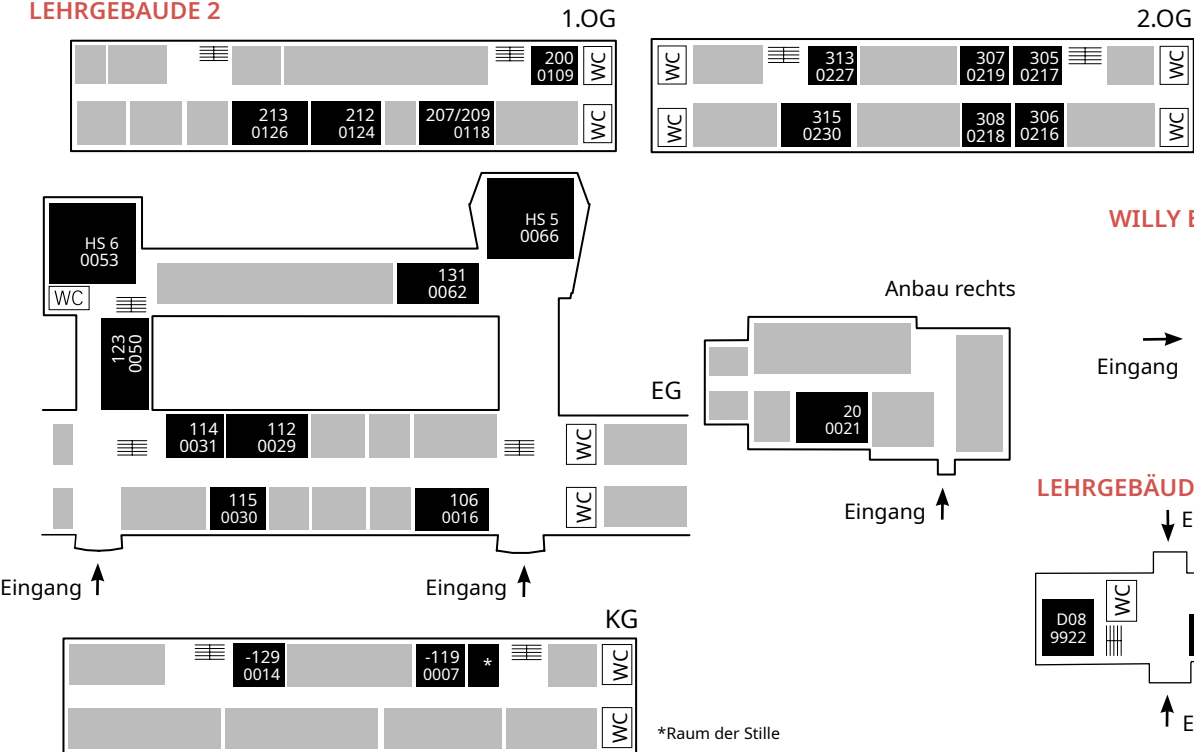 LEHRGEBÄUDE 2
1.OG
200
0109
WC
213
0126
212
0124
207/209
0118
WC
2.OG
WC
313
0227
307
0219
305
0217
WC
WC
315
0230
308
0218
306
0216
WC
HS 6
0053
WC
HS 5
0066
131
0062
123
0050
EG
114
0031
112
0029
WC
115
0030
106
0016
WC
Eingang
Eingang
WILLY B
Anbau rechts
Eingang
20
0021
Eingang
LEHRGEBÄUD
E
D08
9922
WC
E
KG
-129
0014
-119
0007
*
WC
WC
*Raum der Stille